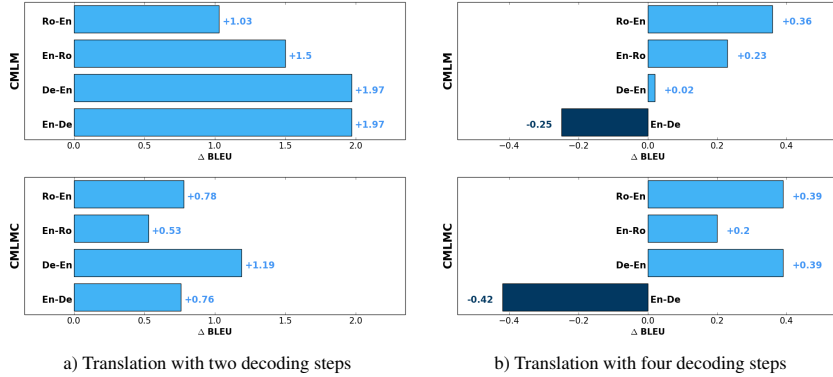 CMLM
Ro-En
+1.03
En-Ro
+1.5
De-En
+1.97
En-De
+1.97
0.0 0.5 1.0 1.5 2.0
Δ BLEU
CMLMC
Ro-En
+0.78
En-Ro
+0.53
De-En
+1.19
En-De
+0.76
0.0 0.5 1.0 1.5 2.0
Δ BLEU
a) Translation with two decoding steps
CMLM
Ro-En
+0.36
En-Ro
+0.23
De-En
+0.02
-0.25
En-De
−0.4 −0.2 0.0 0.2 0.4
Δ BLEU
CMLMC
Ro-En
+0.39
En-Ro
+0.2
De-En
+0.39
-0.42
En-De
−0.4 −0.2 0.0 0.2 0.4
Δ BLEU
b) Translation with four decoding steps